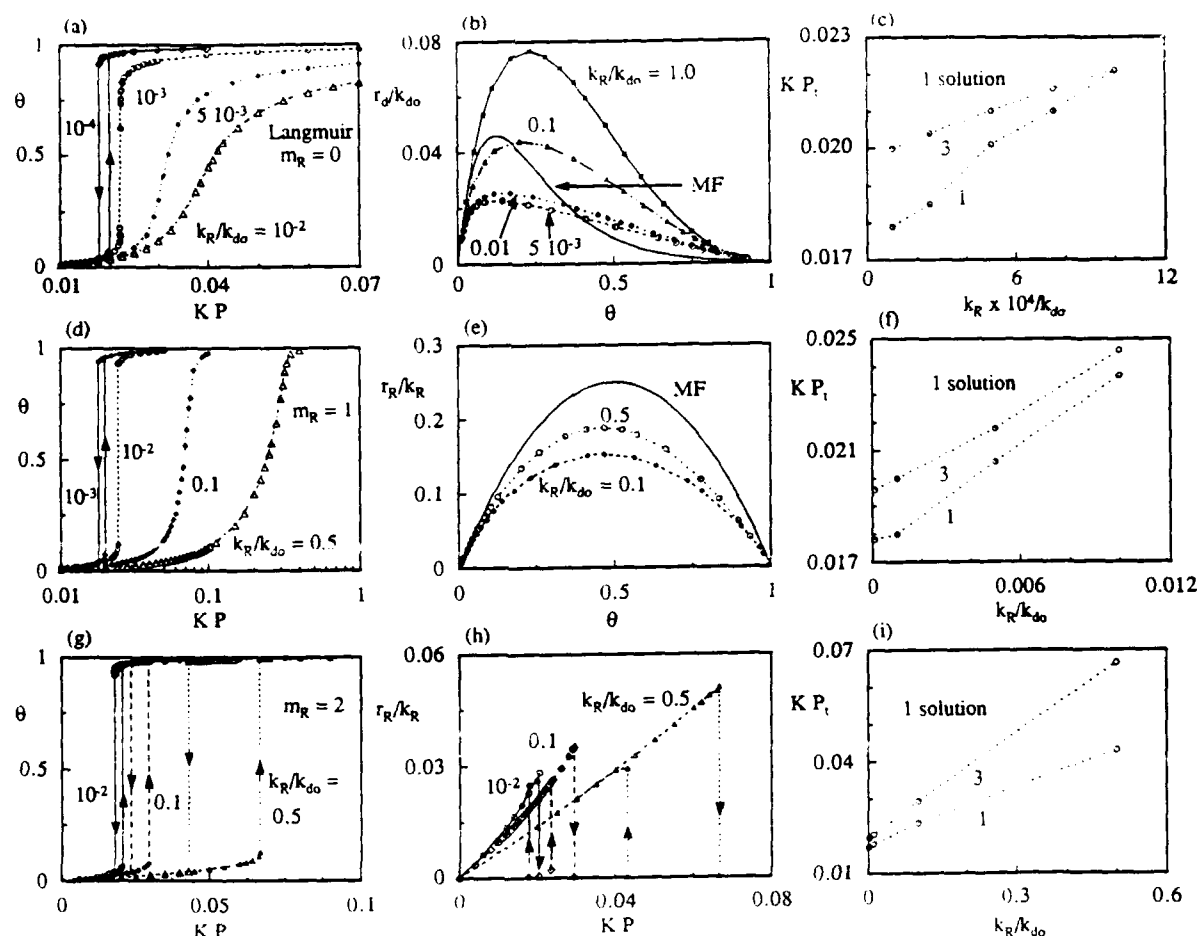 (a)
1
θ
0.5
0
10⁻⁴
10⁻³
5 10⁻³
Langmuir
m_R = 0
k_R/k_do = 10⁻²
0.01 0.04 0.07
K P
(b)
0.08
r_d/k_do
0.04
0
k_R/k_do = 1.0
0.1
MF
0.01
5 10⁻³
0 0.5 1
θ
(c)
0.023
K P_t
0.020
0.017
1 solution
3
1
0 6 12
k_R x 10⁴/k_do
(d)
1
θ
0.5
0
10⁻³
10⁻²
0.1
m_R = 1
k_R/k_do = 0.5
0.01 0.1 1
K P
(e)
0.3
r_R/k_R
0.2
0.1
0
MF
0.5
k_R/k_do = 0.1
0 0.5 1
θ
(f)
0.025
K P_t
0.021
0.017
1 solution
3
1
0 0.006 0.012
k_R/k_do
(g)
1
θ
0.5
0
10⁻²
0.1
m_R = 2
k_R/k_do =
0.5
0 0.05 0.1
K P
(h)
0.06
r_R/k_R
0.03
0
k_R/k_do = 0.5
0.1
10⁻²
0 0.04 0.08
K P
(i)
0.07
K P_t
0.04
0.01
1 solution
3
1
0 0.3 0.6
k_R/k_do